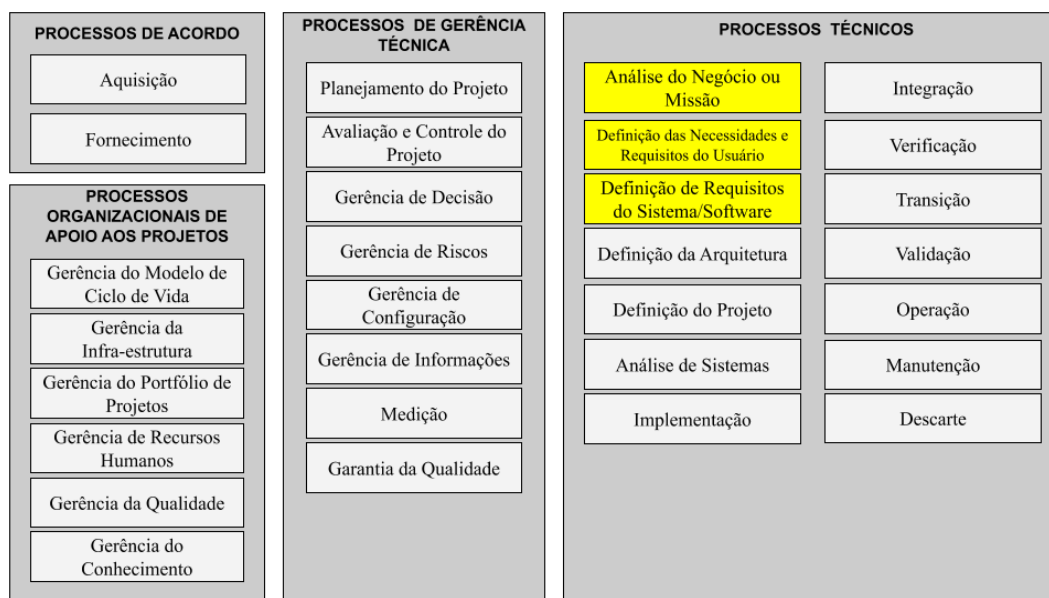 PROCESSOS DE ACORDO
Aquisição
Fornecimento
PROCESSOS
ORGANIZACIONAIS DE
APOIO AOS PROJETOS
Gerência do Modelo de
Ciclo de Vida
Gerência da
Infra-estrutura
Gerência do Portfólio de
Projetos
Gerência de Recursos
Humanos
Gerência da Qualidade
Gerência do
Conhecimento
PROCESSOS DE GERÊNCIA
TÉCNICA
Planejamento do Projeto
Avaliação e Controle do
Projeto
Gerência de Decisão
Gerência de Riscos
Gerência de
Configuração
Gerência de Informações
Medição
Garantia da Qualidade
PROCESSOS TÉCNICOS
Análise do Negócio ou
Missão
Definição das Necessidades e
Requisitos do Usuário
Definição de Requisitos
do Sistema/Software
Definição da Arquitetura
Definição do Projeto
Análise de Sistemas
Implementação
Integração
Verificação
Transição
Validação
Operação
Manutenção
Descarte